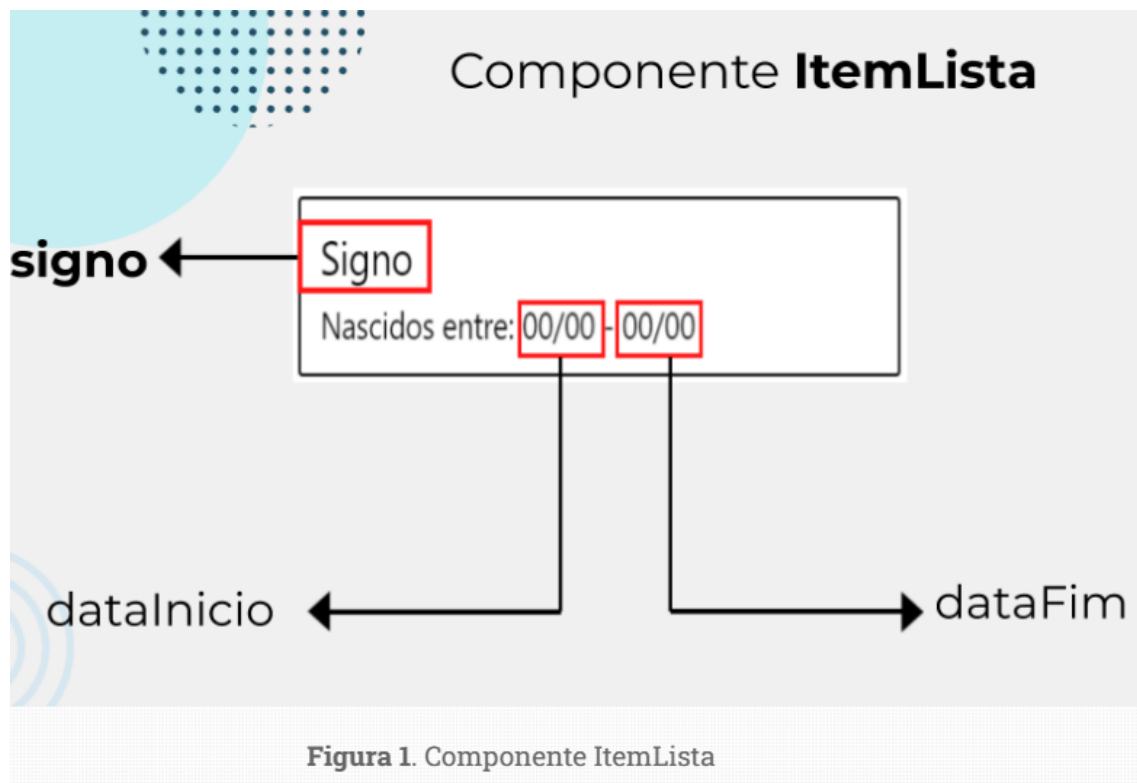 Componente ItemLista
signo
Signo
Nascidos entre: 00/00 - 00/00
dataInicio
dataFim
Figura 1. Componente ItemLista